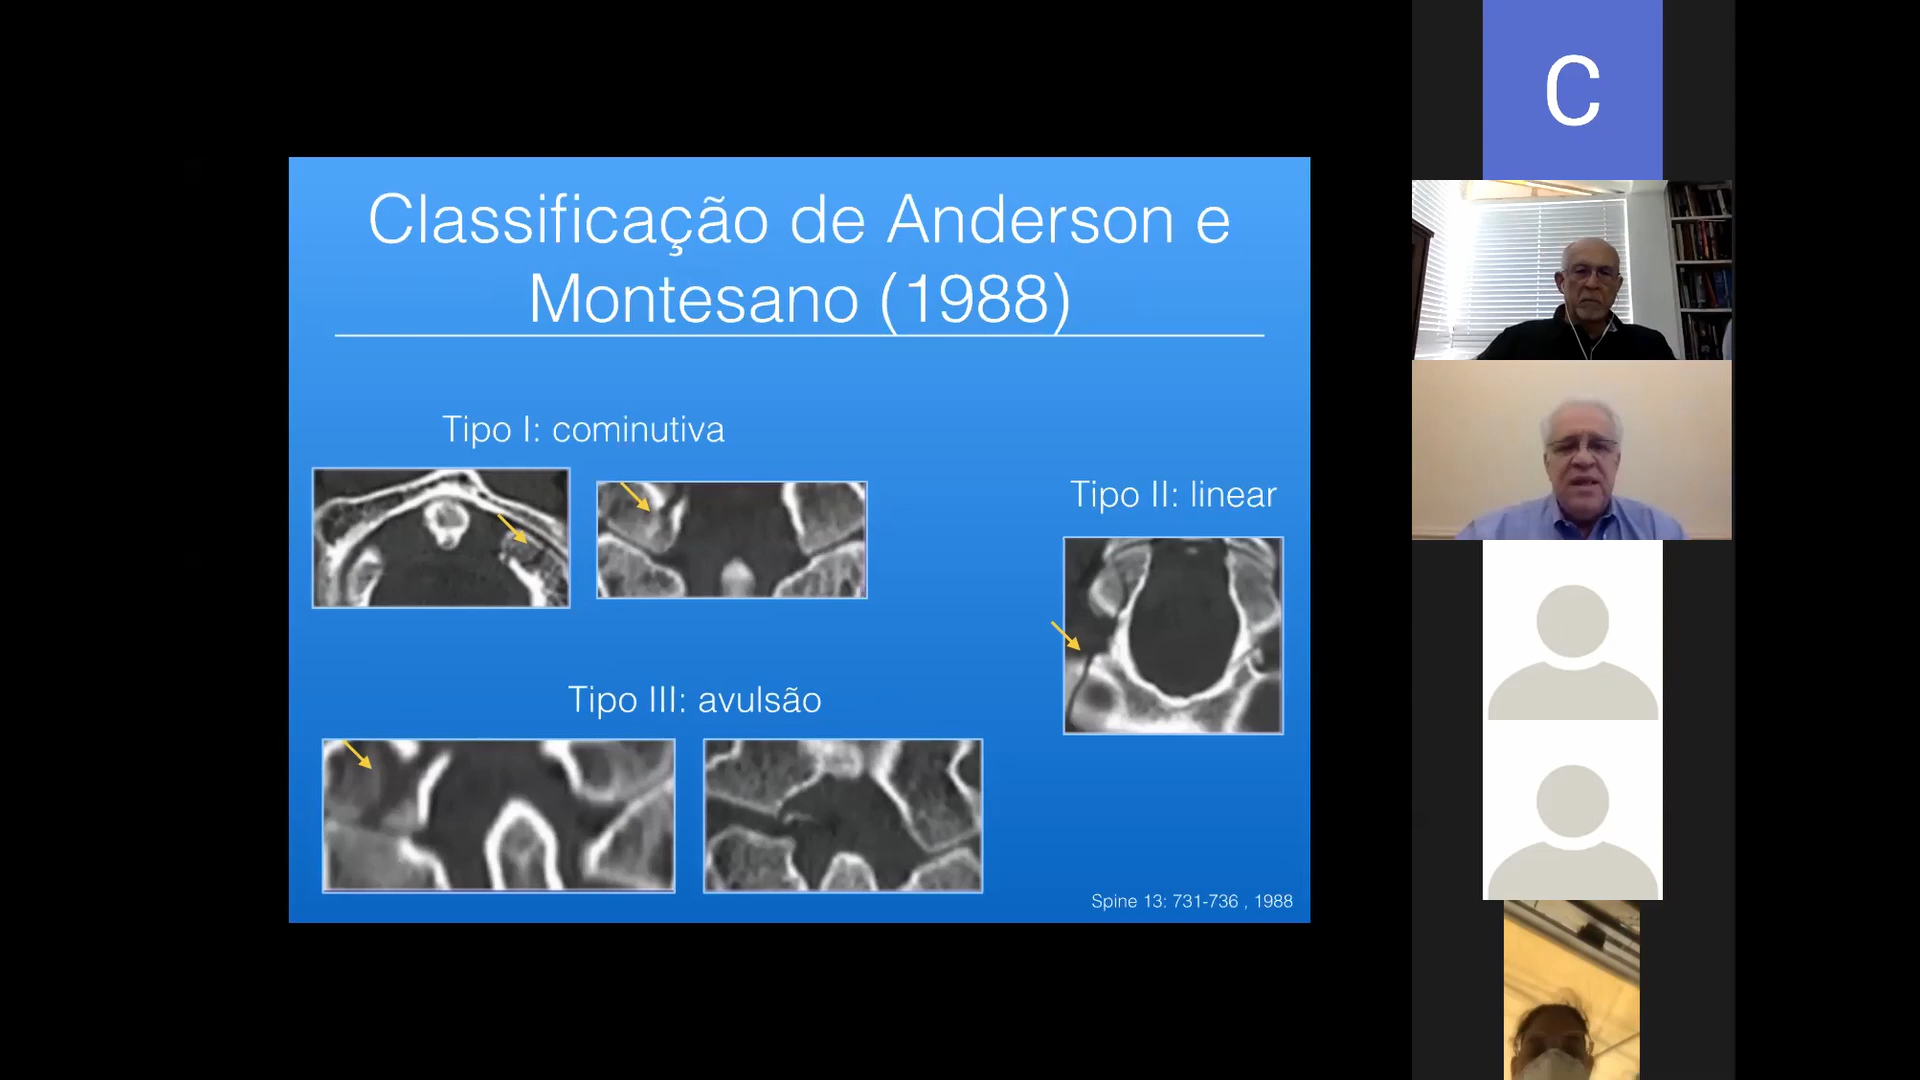 Classificação de Anderson e
Montesano (1988)
Tipo I: cominutiva
Tipo II: linear
Tipo III: avulsão
Spine 13: 731-736 , 1988
C